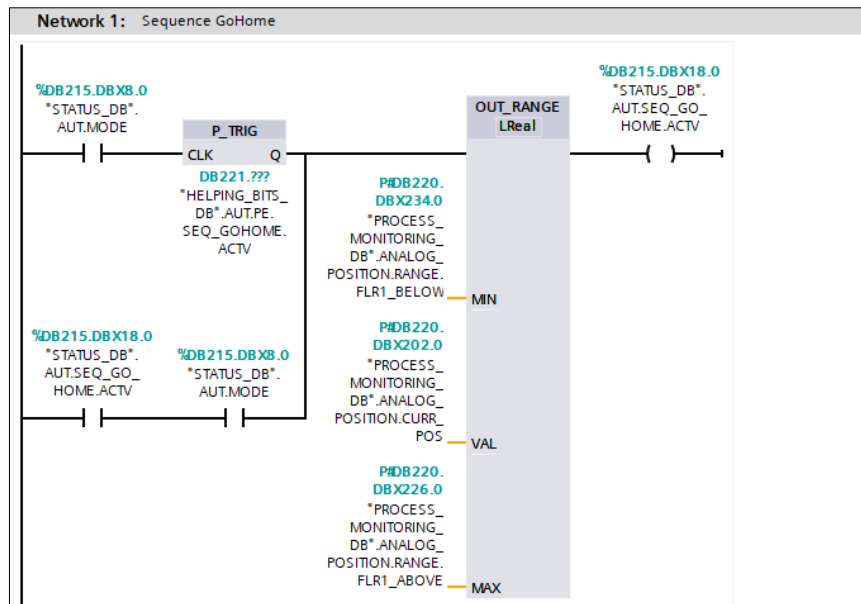 Network 1: Sequence GoHome
%DB215.DBX8.0
"STATUS_DB".
AUT.MODE
P_TRIG
CLK Q
DB221.???
"HELPING_BITS_
DB".AUT.PE.
SEQ_GOHOME.
ACTV
%DB215.DBX18.0
"STATUS_DB".
AUT.SEQ_GO_
HOME.ACTV
%DB215.DBX8.0
"STATUS_DB".
AUT.MODE
OUT_RANGE
LReal
P#DB220.
DBX234.0
"PROCESS_
MONITORING_
DB".ANALOG_
POSITION.RANGE.
FLR1_BELOW
MIN
P#DB220.
DBX202.0
"PROCESS_
MONITORING_
DB".ANALOG_
POSITION.CURR_
POS
VAL
P#DB220.
DBX226.0
"PROCESS_
MONITORING_
DB".ANALOG_
POSITION.RANGE.
FLR1_ABOVE
MAX
%DB215.DBX18.0
"STATUS_DB".
AUT.SEQ_GO_
HOME.ACTV